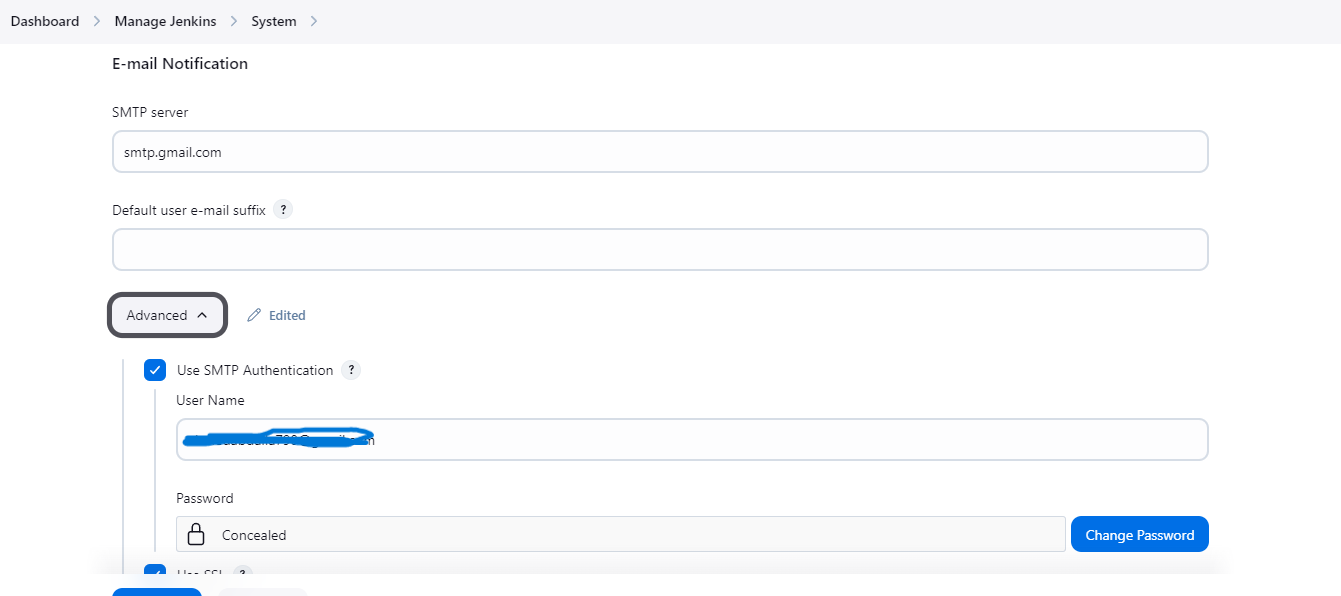 Dashboard > Manage Jenkins > System >
E-mail Notification
SMTP server
smtp.gmail.com
Default user e-mail suffix ?
Advanced Edited
Use SMTP Authentication ?
User Name
Password
Concealed Change Password
Use SSL ?